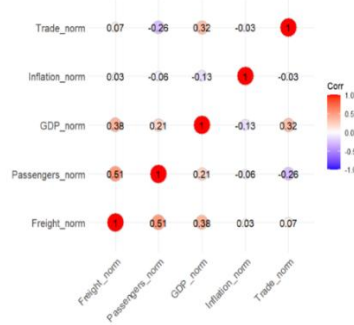 Trade_norm 0.07 -0.26 0.32 -0.03 1
Inflation_norm 0.03 -0.06 -0.13 1 -0.03
GDP_norm 0.38 0.21 1 -0.13 0.32
Passengers_norm 0.51 1 0.21 -0.06 -0.26
Freight_norm 1 0.51 0.38 0.03 0.07
Freight_norm Passengers_norm GDP_norm Inflation_norm Trade_norm
Corr
1.0
0.5
0.0
-0.5
-1.0